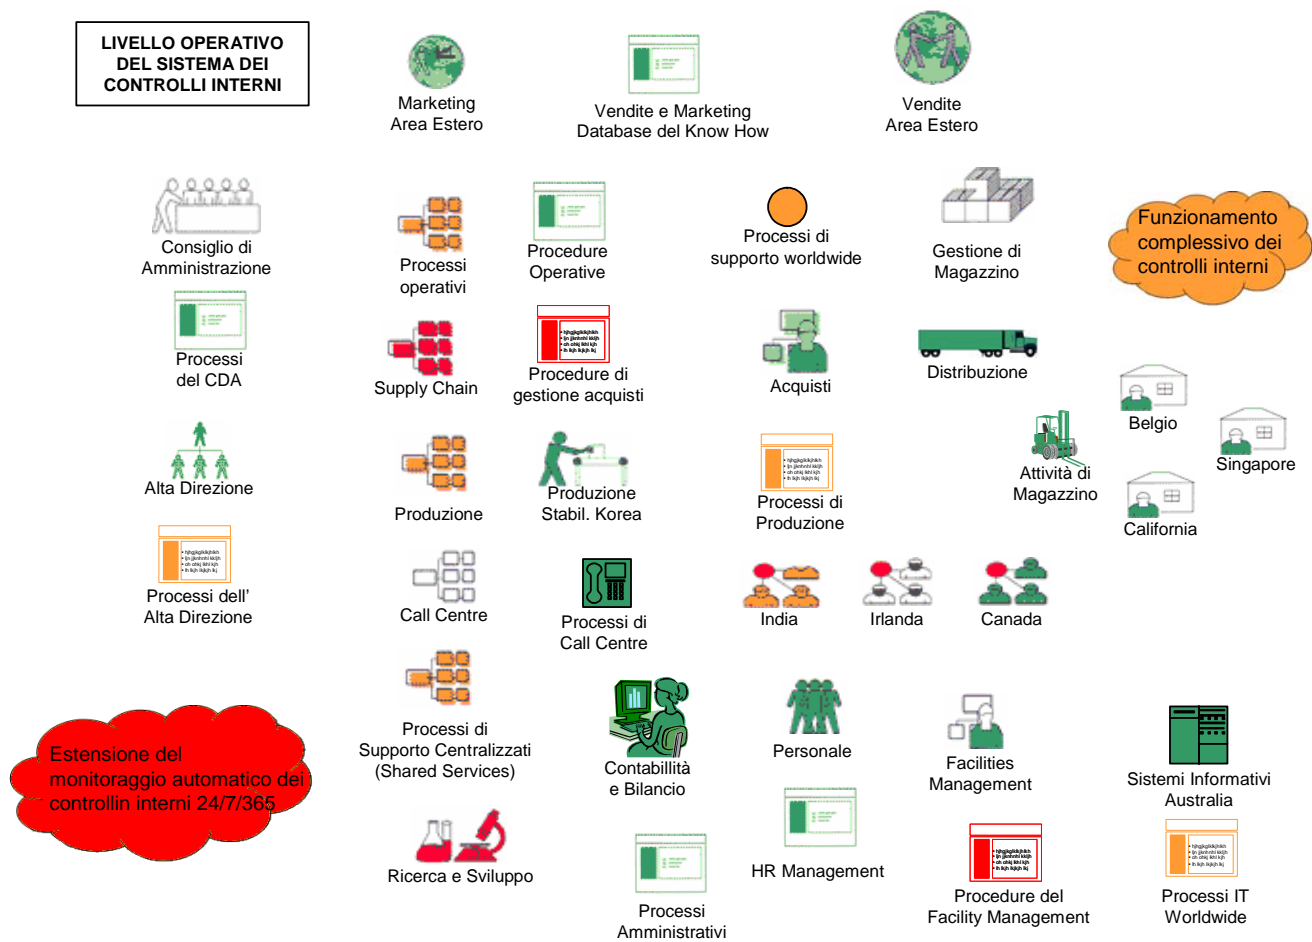 LIVELLO OPERATIVO
DEL SISTEMA DEI
CONTROLLI INTERNI
Marketing
Area Estero
Vendite e Marketing
Database del Know How
Vendite
Area Estero
Consiglio di
Amministrazione
Processi
operativi
Procedure
Operative
Processi di
supporto worldwide
Gestione di
Magazzino
Funzionamento
complessivo dei
controlli interni
Processi
del CDA
Supply Chain
Procedure di
gestione acquisti
Acquisti
Distribuzione
Belgio
Singapore
Alta Direzione
Produzione
Produzione
Stabil. Korea
Processi di
Produzione
Attività di
Magazzino
California
Processi dell'
Alta Direzione
Call Centre
Processi di
Call Centre
India
Irlanda
Canada
Estensione del
monitoraggio automatico dei
controllin interni 24/7/365
Processi di
Supporto Centralizzati
(Shared Services)
Contabillità
e Bilancio
Personale
Facilities
Management
Sistemi Informativi
Australia
Ricerca e Sviluppo
Processi
Amministrativi
HR Management
Procedure del
Facility Management
Processi IT
Worldwide